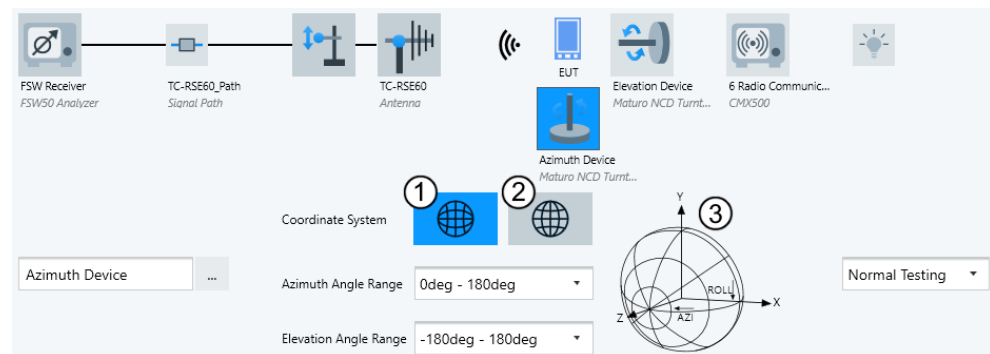 EUT
FSW Receiver
TC-RSE60_Path
TC-RSE60
Elevation Device
6 Radio Communic...
FSW50 Analyzer
Signal Path
Antenna
Maturo NCD Turnt...
CMX500
Azimuth Device
Maturo NCD Turnt...
1
2
Y
3
Coordinate System
Azimuth Device
...
Azimuth Angle Range
0deg - 180deg
Normal Testing
ROLL
X
Z
AZI
Elevation Angle Range
-180deg - 180deg